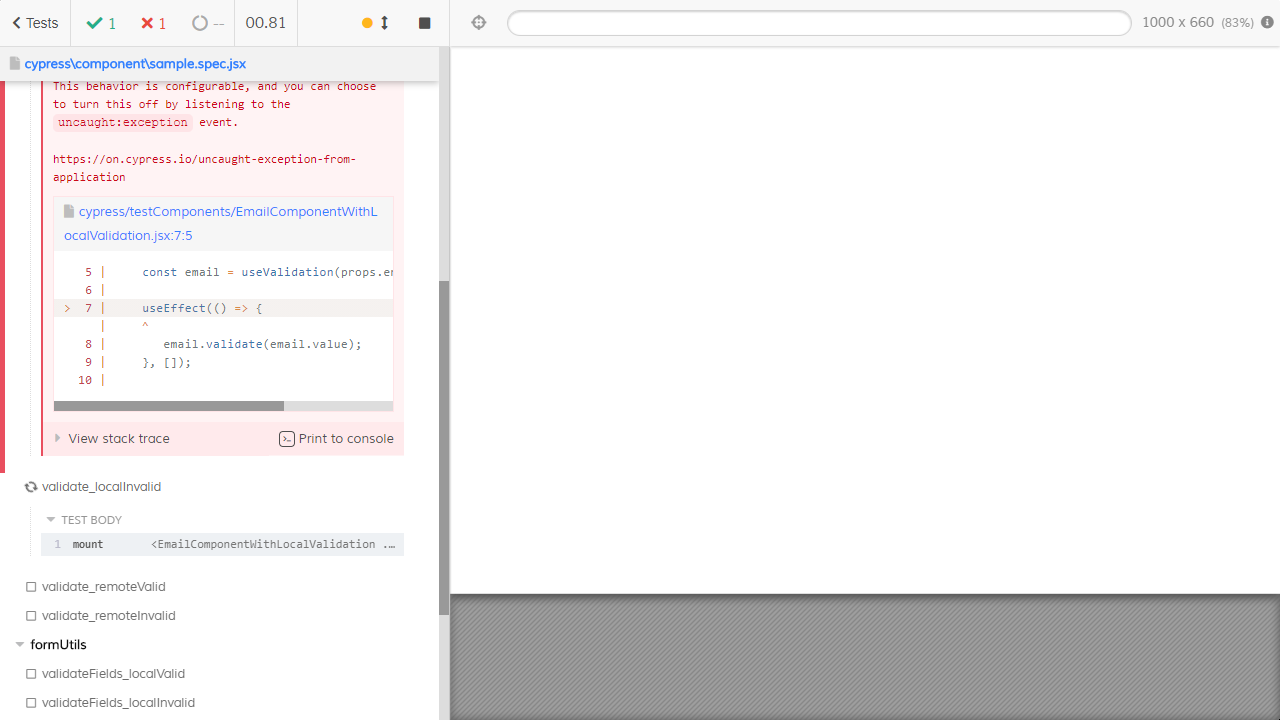 Tests 1 1 -- 00.81
1000 x 660 (83%)
cypress\component\sample.spec.jsx
This behavior is configurable, and you can choose
to turn this off by listening to the
uncaught:exception event.
https://on.cypress.io/uncaught-exception-from-
application
cypress/testComponents/EmailComponentWithL
ocalValidation.jsx:7:5
5 | const email = useValidation(props.em
6 |
> 7 | useEffect(() => {
| ^
8 | email.validate(email.value);
9 | }, []);
10 |
View stack trace Print to console
validate_localInvalid
TEST BODY
1 mount <EmailComponentWithLocalValidation ...
validate_remoteValid
validate_remoteInvalid
formUtils
validateFields_localValid
validateFields_localInvalid